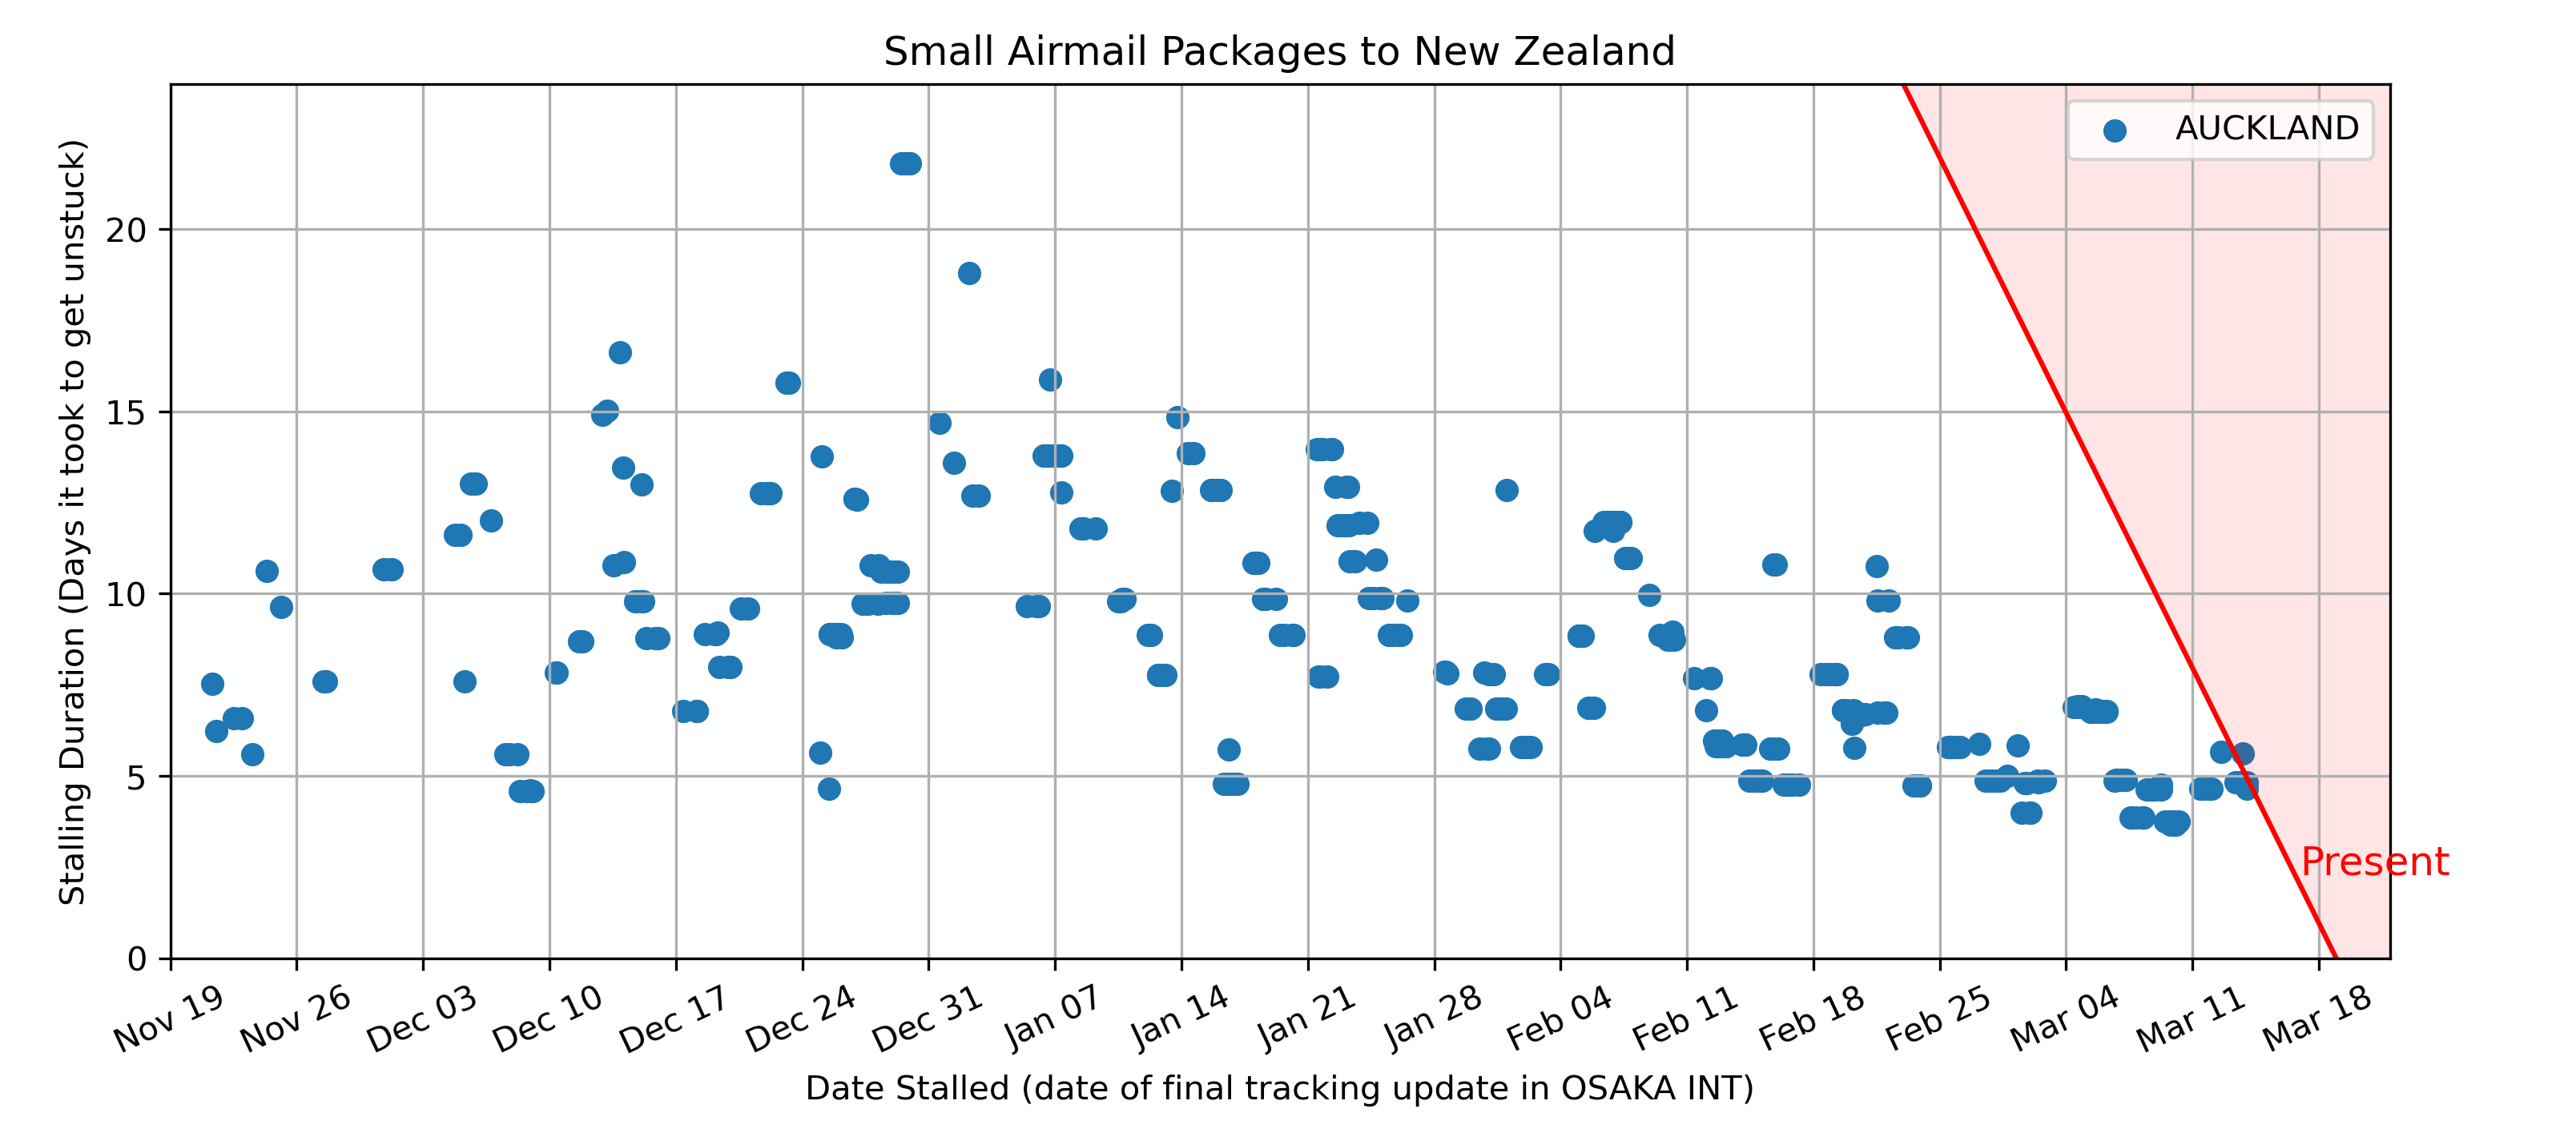 Small Airmail Packages to New Zealand
AUCKLAND
Stalling Duration (Days it took to get unstuck)
20
15
10
5
0
Present
Nov 19 Nov 26 Dec 03 Dec 10 Dec 17 Dec 24 Dec 31 Jan 07 Jan 14 Jan 21 Jan 28 Feb 04 Feb 11 Feb 18 Feb 25 Mar 04 Mar 11 Mar 18
Date Stalled (date of final tracking update in OSAKA INT)